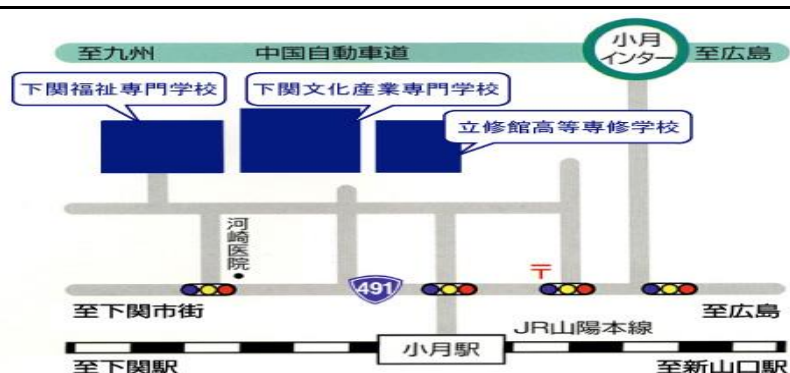 至九州
中国自動車道
小月
インター
至広島
下関福祉専門学校
下関文化産業専門学校
立修館高等専修学校
河崎医院
〒
491
至下関市街
至広島
JR山陽本線
小月駅
至下関駅
至新山口駅